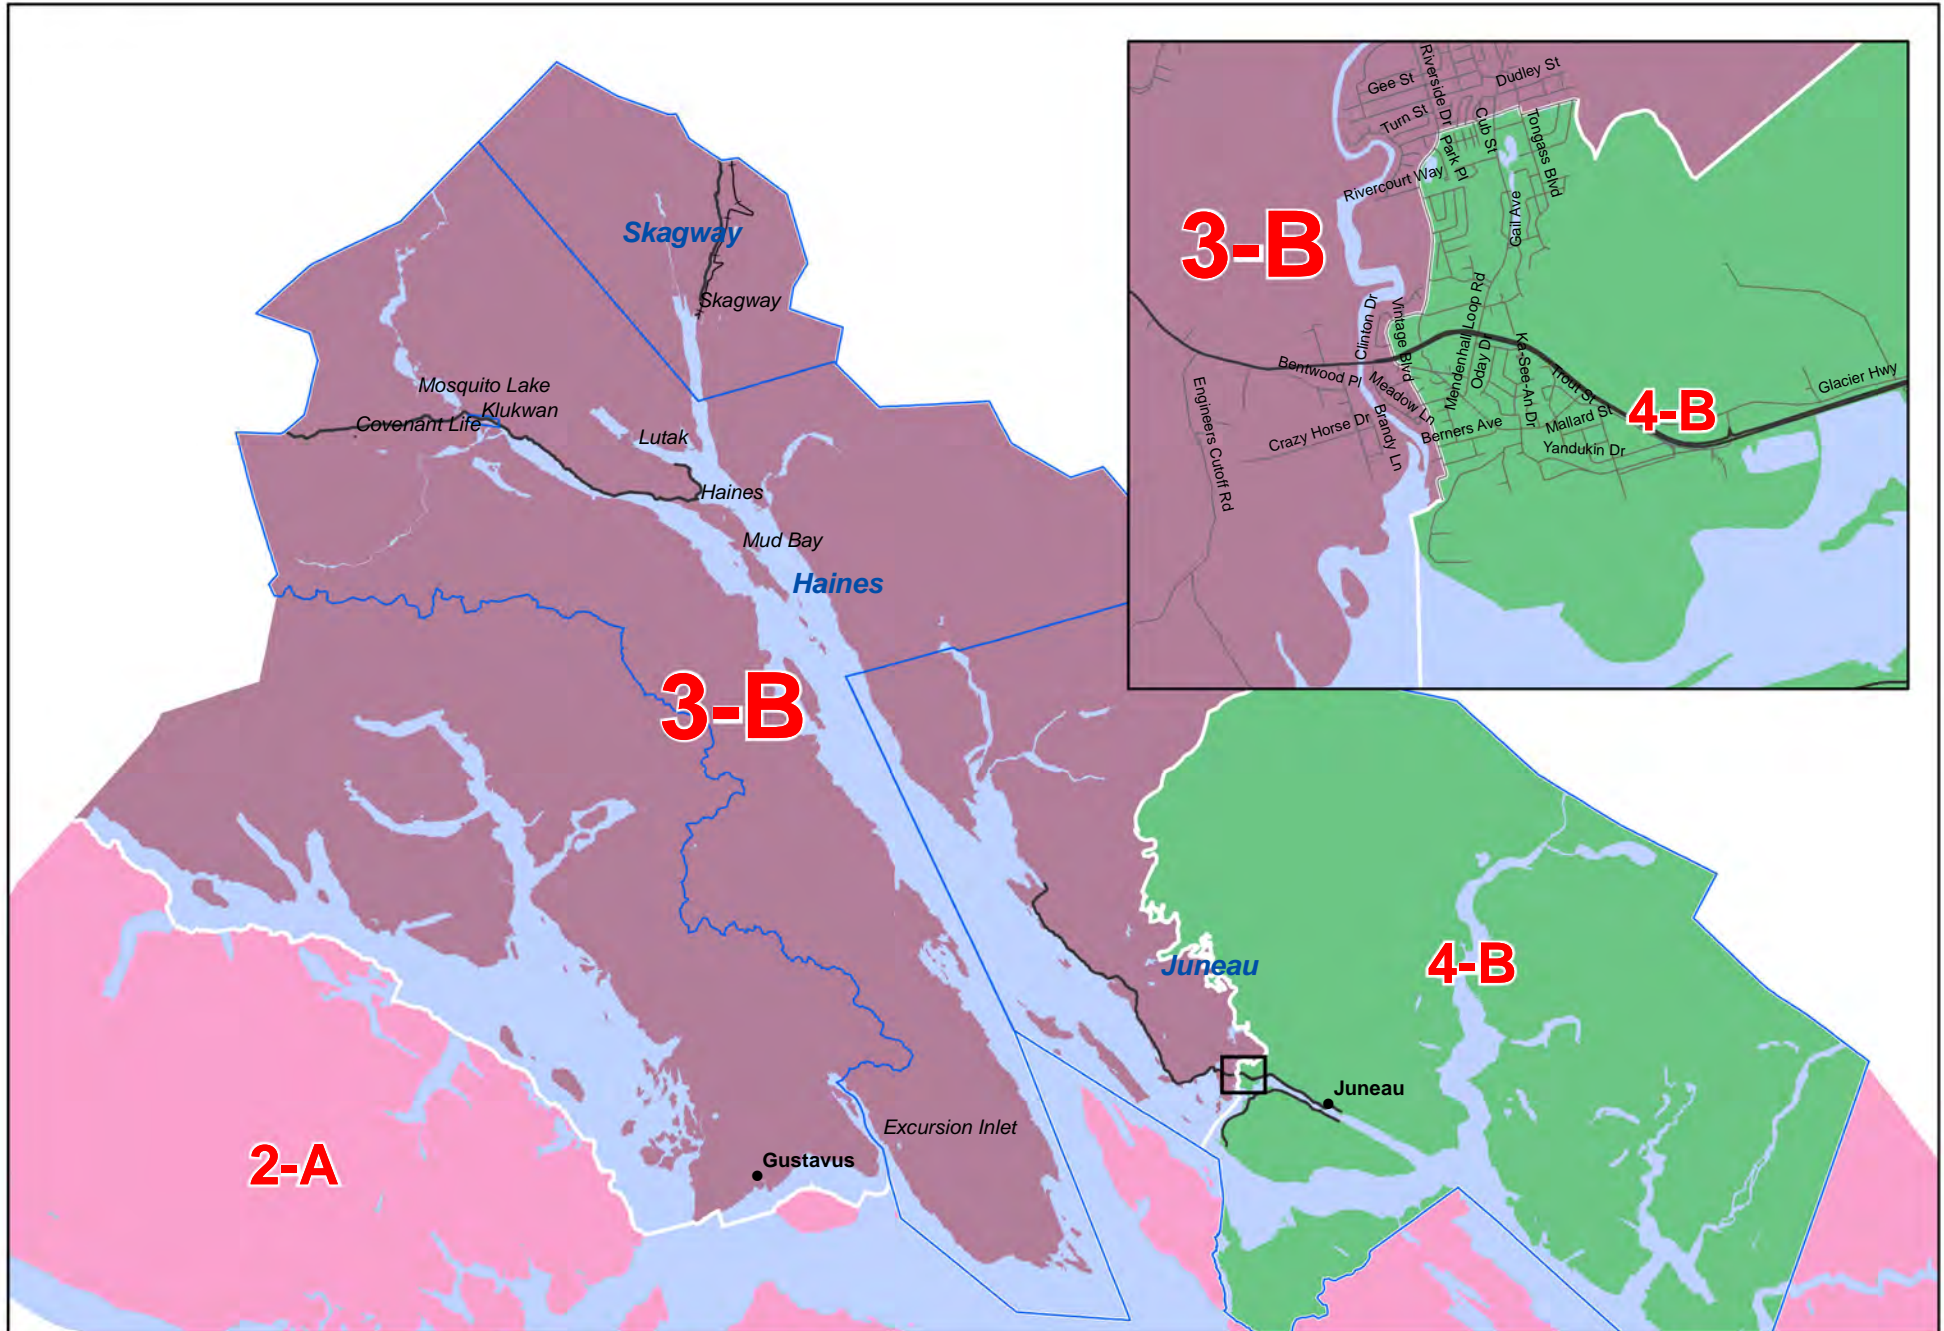 Skagway
Skagway
Mosquito Lake
Klukwan
Covenant Life
Lutak
Haines
Mud Bay
Haines
3-B
Juneau
4-B
Juneau
Excursion Inlet
Gustavus
2-A
Riverside Dr
Gee St
Dudley St
Turn St
Cub St
Tongass Blvd
Park Pl
Rivercourt Way
Gail Ave
3-B
Mendenhall Loop Rd
Clinton Dr
Vintage Blvd
Oday Dr
Ka-See-An Dr
Bentwood Pl
Trout St
Glacier Hwy
Meadow Ln
4-B
Engineers Cutoff Rd
Brandy Ln
Mallard St
Crazy Horse Dr
Berners Ave
Yandukin Dr